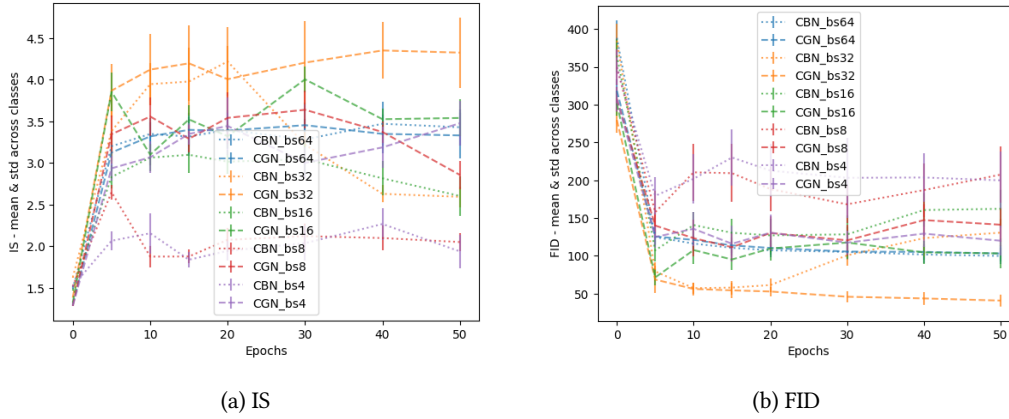 IS - mean & std across classes
4.5
4.0
3.5
3.0
2.5
2.0
1.5
0
10
20
30
40
50
Epochs
CBN_bs64
CGN_bs64
CBN_bs32
CGN_bs32
CBN_bs16
CGN_bs16
CBN_bs8
CGN_bs8
CBN_bs4
CGN_bs4
(a) IS
FID - mean & std across classes
400
350
300
250
200
150
100
50
0
10
20
30
40
50
Epochs
CBN_bs64
CGN_bs64
CBN_bs32
CGN_bs32
CBN_bs16
CGN_bs16
CBN_bs8
CGN_bs8
CBN_bs4
CGN_bs4
(b) FID